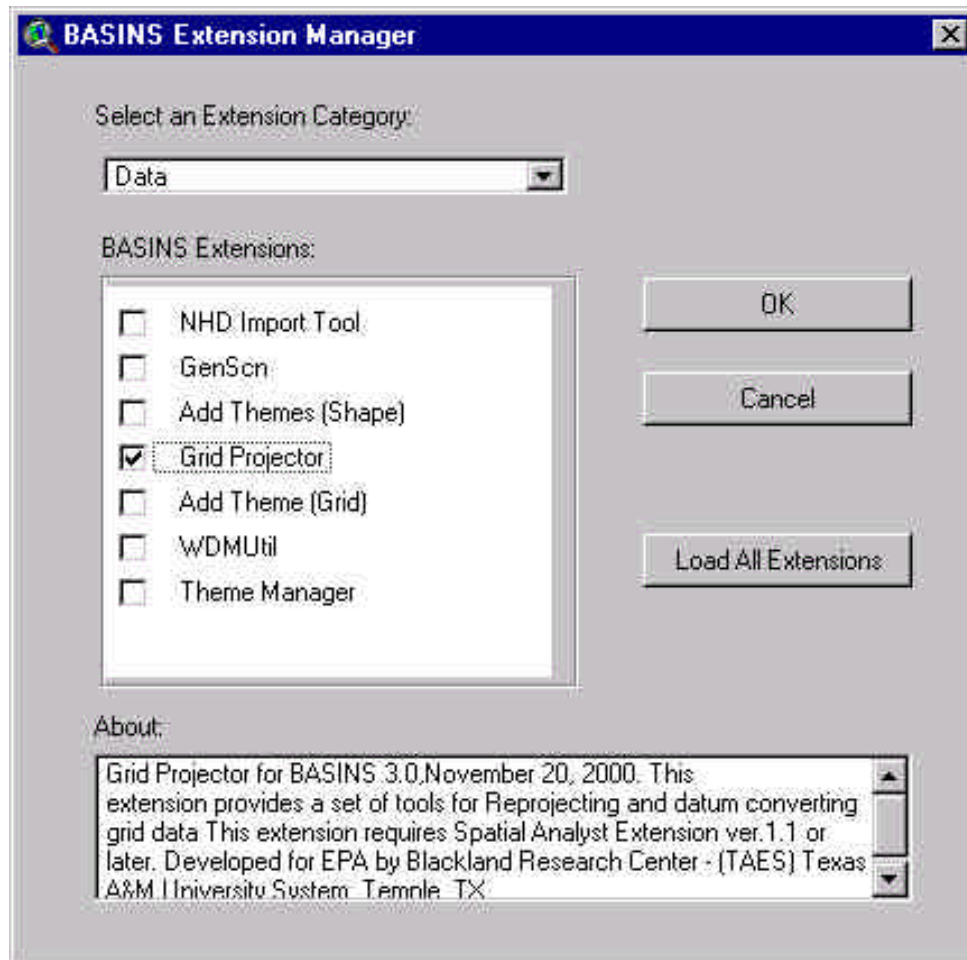 BASINS Extension Manager
Select an Extension Category:
Data
BASINS Extensions:
NHD Import Tool
GenScn
Add Themes (Shape)
Grid Projector
Add Theme (Grid)
WDMUtil
Theme Manager
OK
Cancel
Load All Extensions
About:
Grid Projector for BASINS 3.0,November 20, 2000. This
extension provides a set of tools for Reprojecting and datum converting
grid data This extension requires Spatial Analyst Extension ver.1.1 or
later. Developed for EPA by Blackland Research Center - (TAES) Texas
A&M University System, Temple, TX